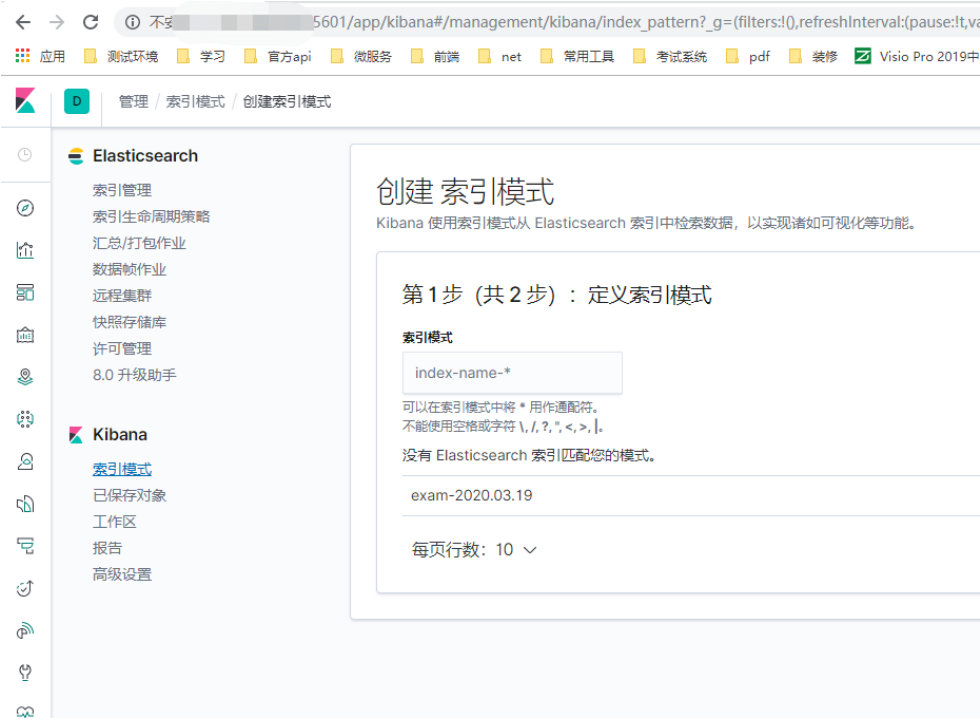 不安
5601/app/kibana#/management/kibana/index_pattern?_g=(filters:!(),refreshInterval:(pause:!t,va
应用 测试环境 学习 官方api 微服务 前端 net 常用工具 考试系统 pdf 装修 Visio Pro 2019中
D 管理 / 索引模式 / 创建索引模式
Elasticsearch
索引管理
索引生命周期策略
汇总/打包作业
数据帧作业
远程集群
快照存储库
许可管理
8.0 升级助手
Kibana
索引模式
已保存对象
工作区
报告
高级设置
创建 索引模式
Kibana 使用索引模式从 Elasticsearch 索引中检索数据，以实现诸如可视化等功能。
第 1 步（共 2 步）：定义索引模式
索引模式
index-name-*
可以在索引模式中将 * 用作通配符。
不能使用空格或字符 \, /, ?, ", <, >, |。
没有 Elasticsearch 索引匹配您的模式。
exam-2020.03.19
每页行数：10